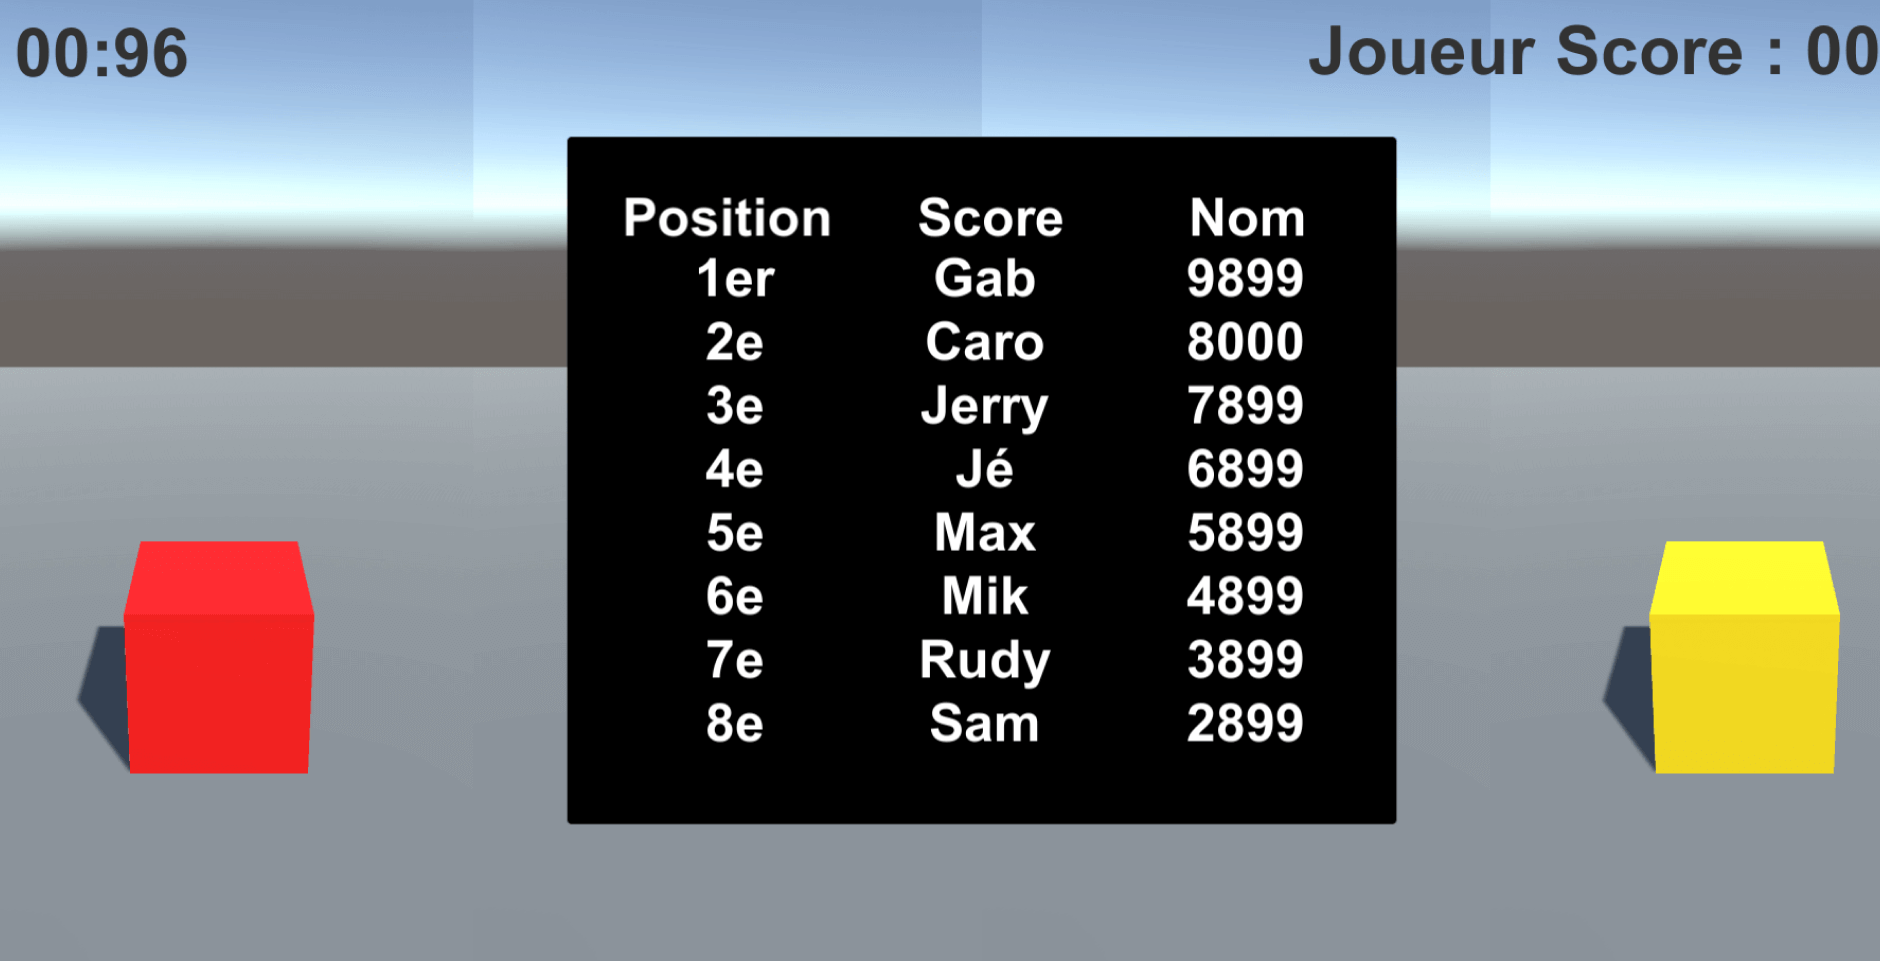 00:96
Joueur Score : 00
Position Score Nom
1er Gab 9899
2e Caro 8000
3e Jerry 7899
4e Jé 6899
5e Max 5899
6e Mik 4899
7e Rudy 3899
8e Sam 2899